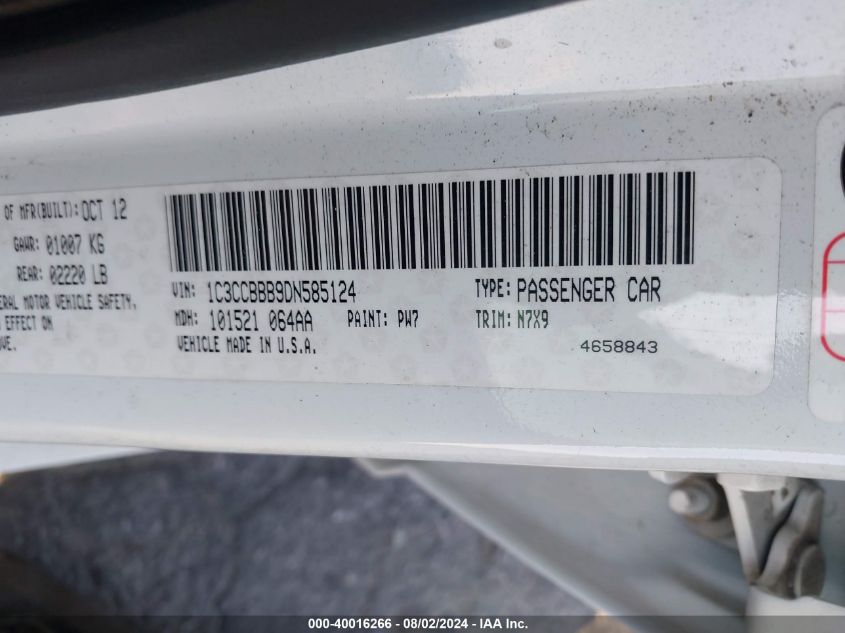 OF MFR(BUILT): OCT 12
GAWR: 01007 KG
REAR: 02220 LB
MOTOR VEHICLE SAFETY,
EFFECT ON
VIN: 1C3CCBBB9DN585124 TYPE: PASSENGER CAR
MDH: 101521 064AA PAINT: PW7 TRIM: N7X9
VEHICLE MADE IN U.S.A. 4658843
000-40016266 - 08/02/2024 - IAA Inc.